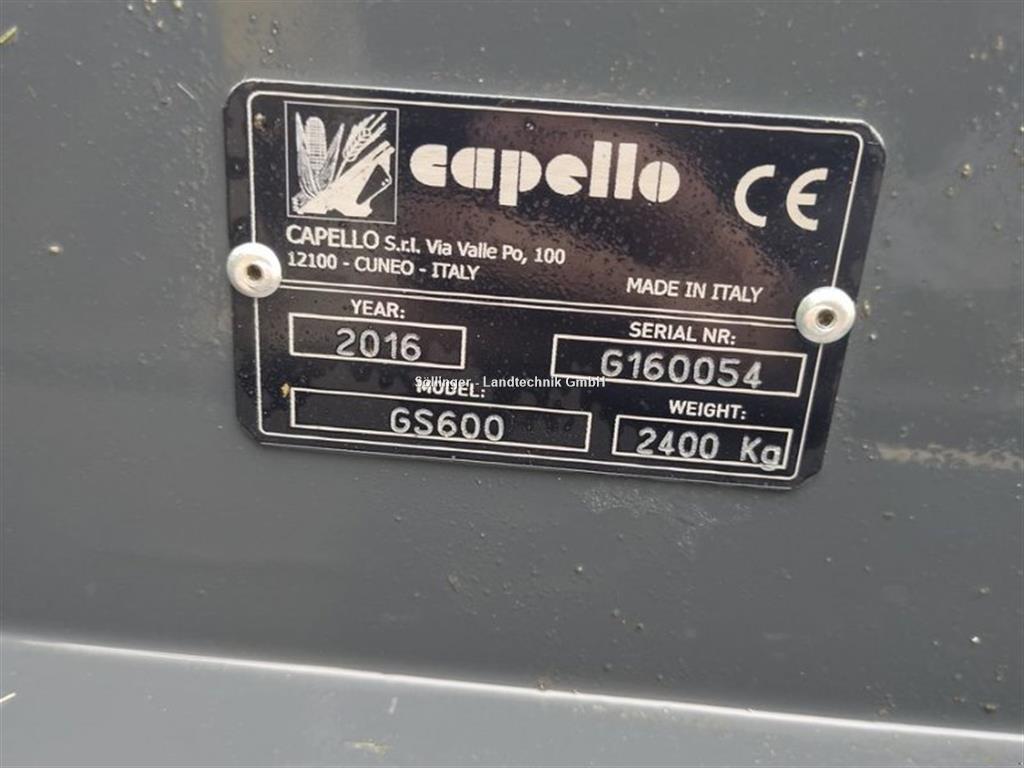 capello
CE
CAPELLO S.r.l. Via Valle Po, 100
12100 - CUNEO - ITALY
MADE IN ITALY
YEAR:
2016
SERIAL NR:
G160054
Söllinger - Landtechnik GmbH
MODEL:
GS600
WEIGHT:
2400 Kg